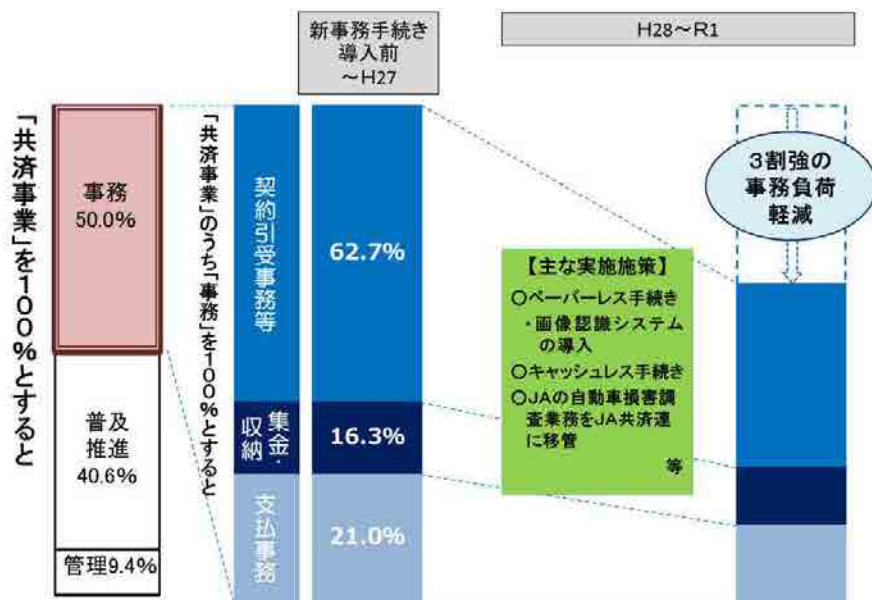 新事務手続き
導入前
～H27
H28～R1
「共済事業」を100%とすると
事務
50.0%
普及
推進
40.6%
管理9.4%
「共済事業」のうち「事務」を100%とすると
契約引受事務等
集金・
収納
支払事務
62.7%
16.3%
21.0%
【主な実施施策】
○ペーパーレス手続き
・画像認識システム
の導入
○キャッシュレス手続き
○JAの自動車損害調
査業務をJA共済連
に移管
等
3割強の
事務負荷
軽減